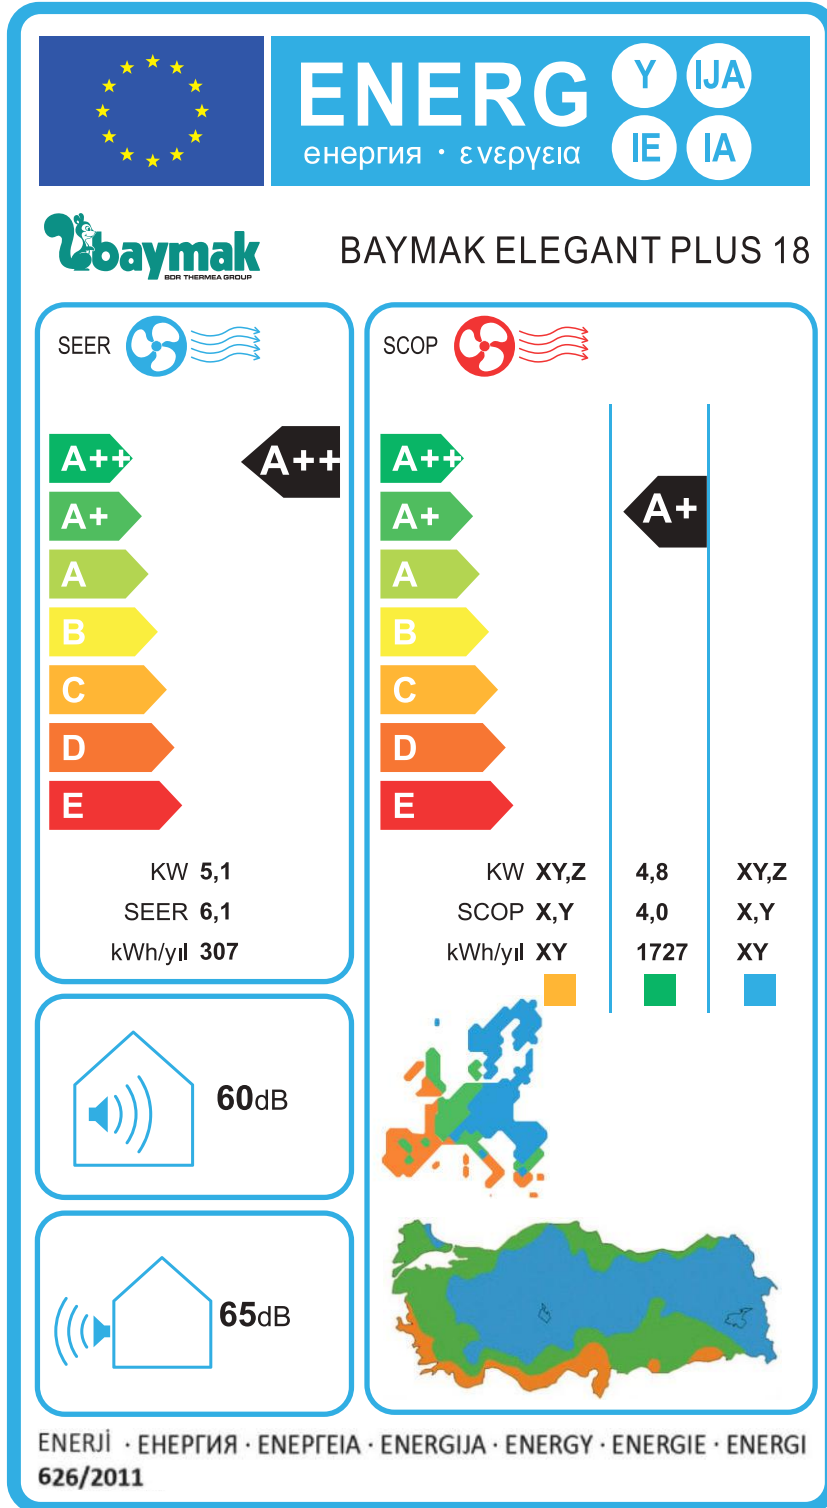 ENERG
Y IJA
IE IA
енергия · ενεργεια
baymak
BDR THERMEA GROUP
BAYMAK ELEGANT PLUS 18
SEER
A++
A++
A+
A
B
C
D
E
KW 5,1
SEER 6,1
kWh/yıl 307
SCOP
A++
A+
A+
A
B
C
D
E
KW XY,Z 4,8 XY,Z
SCOP X,Y 4,0 X,Y
kWh/yıl XY 1727 XY
60dB
65dB
ENERJİ · ЕНЕРГИЯ · ΕΝΕΡΓΕΙΑ · ENERGIJA · ENERGY · ENERGIE · ENERGI
626/2011